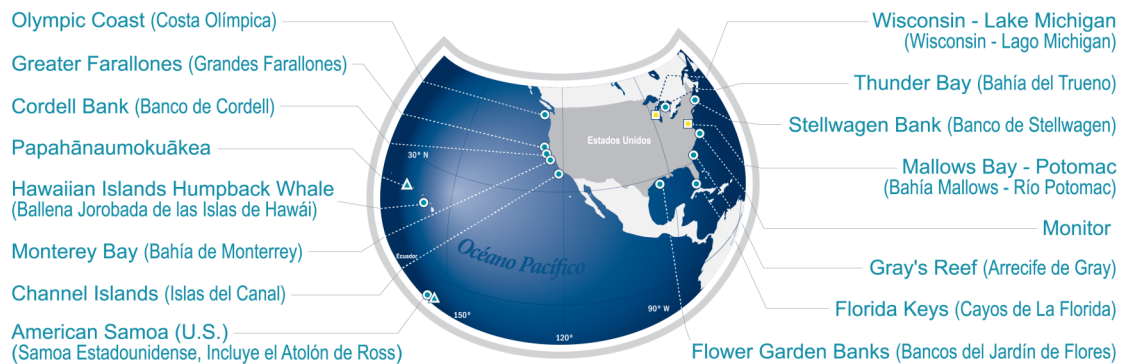 Olympic Coast (Costa Olímpica)
Greater Farallones (Grandes Farallones)
Cordell Bank (Banco de Cordell)
Papahānaumokuākea
Hawaiian Islands Humpback Whale
(Ballena Jorobada de las Islas de Hawái)
Monterey Bay (Bahía de Monterrey)
Channel Islands (Islas del Canal)
American Samoa (U.S.)
(Samoa Estadounidense, Incluye el Atolón de Ross)
Estados Unidos
30° N
Ecuador
Océano Pacífico
150°
120°
90° W
Wisconsin - Lake Michigan
(Wisconsin - Lago Michigan)
Thunder Bay (Bahía del Trueno)
Stellwagen Bank (Banco de Stellwagen)
Mallows Bay - Potomac
(Bahía Mallows - Río Potomac)
Monitor
Gray's Reef (Arrecife de Gray)
Florida Keys (Cayos de La Florida)
Flower Garden Banks (Bancos del Jardín de Flores)